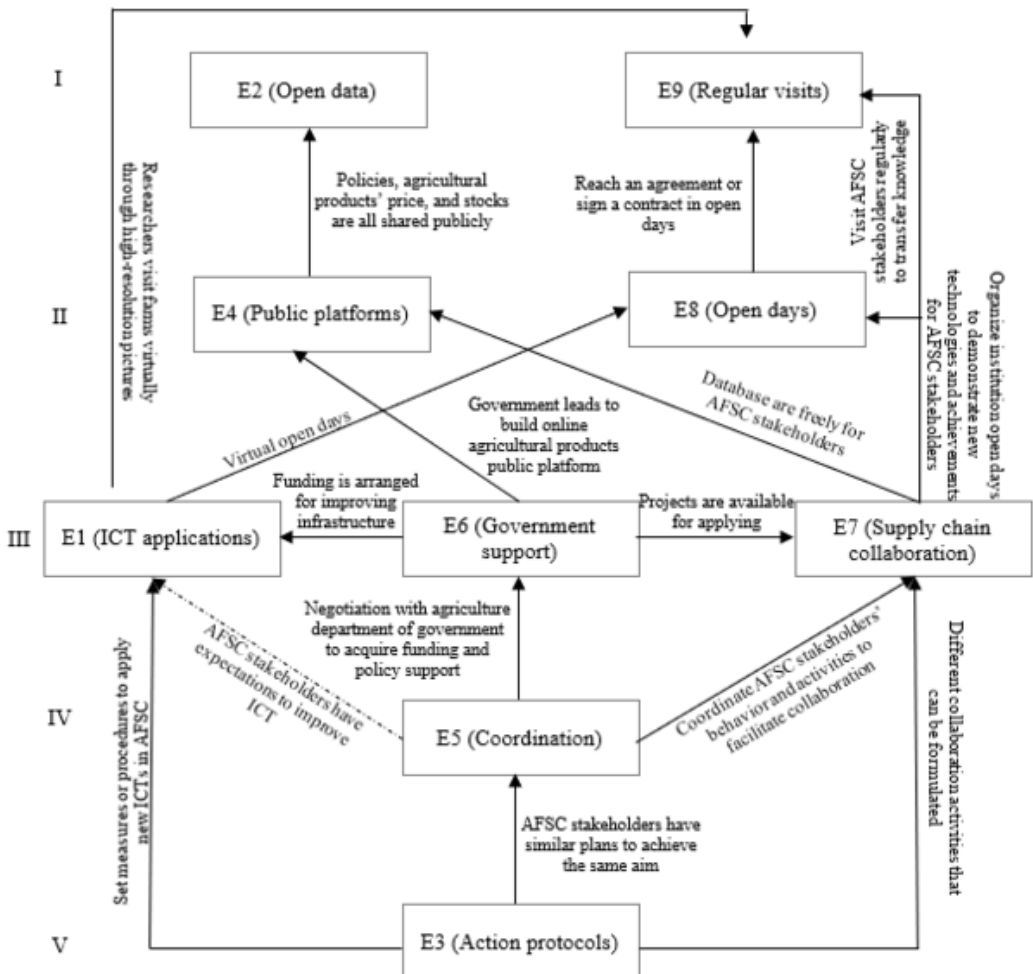 I
E2 (Open data)
E9 (Regular visits)
Researchers visit farms virtually
through high-resolution pictures
Policies, agricultural
products' price, and stocks
are all shared publicly
Reach an agreement or
sign a contract in open
days
Visit AFSC
stakeholders regularly
to transfer knowledge
II
E4 (Public platforms)
E8 (Open days)
Organize institution open days
to demonstrate new
technologies and achievements
for AFSC stakeholders
Virtual open days
Government leads to
build online
agricultural products
public platform
Database are freely for
AFSC stakeholders
Funding is arranged
for improving
infrastructure
Projects are available
for applying
III
E1 (ICT applications)
E6 (Government
support)
E7 (Supply chain
collaboration)
Set measures or procedures to apply
new ICTs in AFSC
AFSC stakeholders have
expectations to improve
ICT
Negotiation with agriculture
department of government
to acquire funding and
policy support
Coordinate AFSC stakeholders'
behavior and activities to
facilitate collaboration
Different collaboration activities that
can be formulated
IV
E5 (Coordination)
AFSC stakeholders have
similar plans to achieve
the same aim
V
E3 (Action protocols)